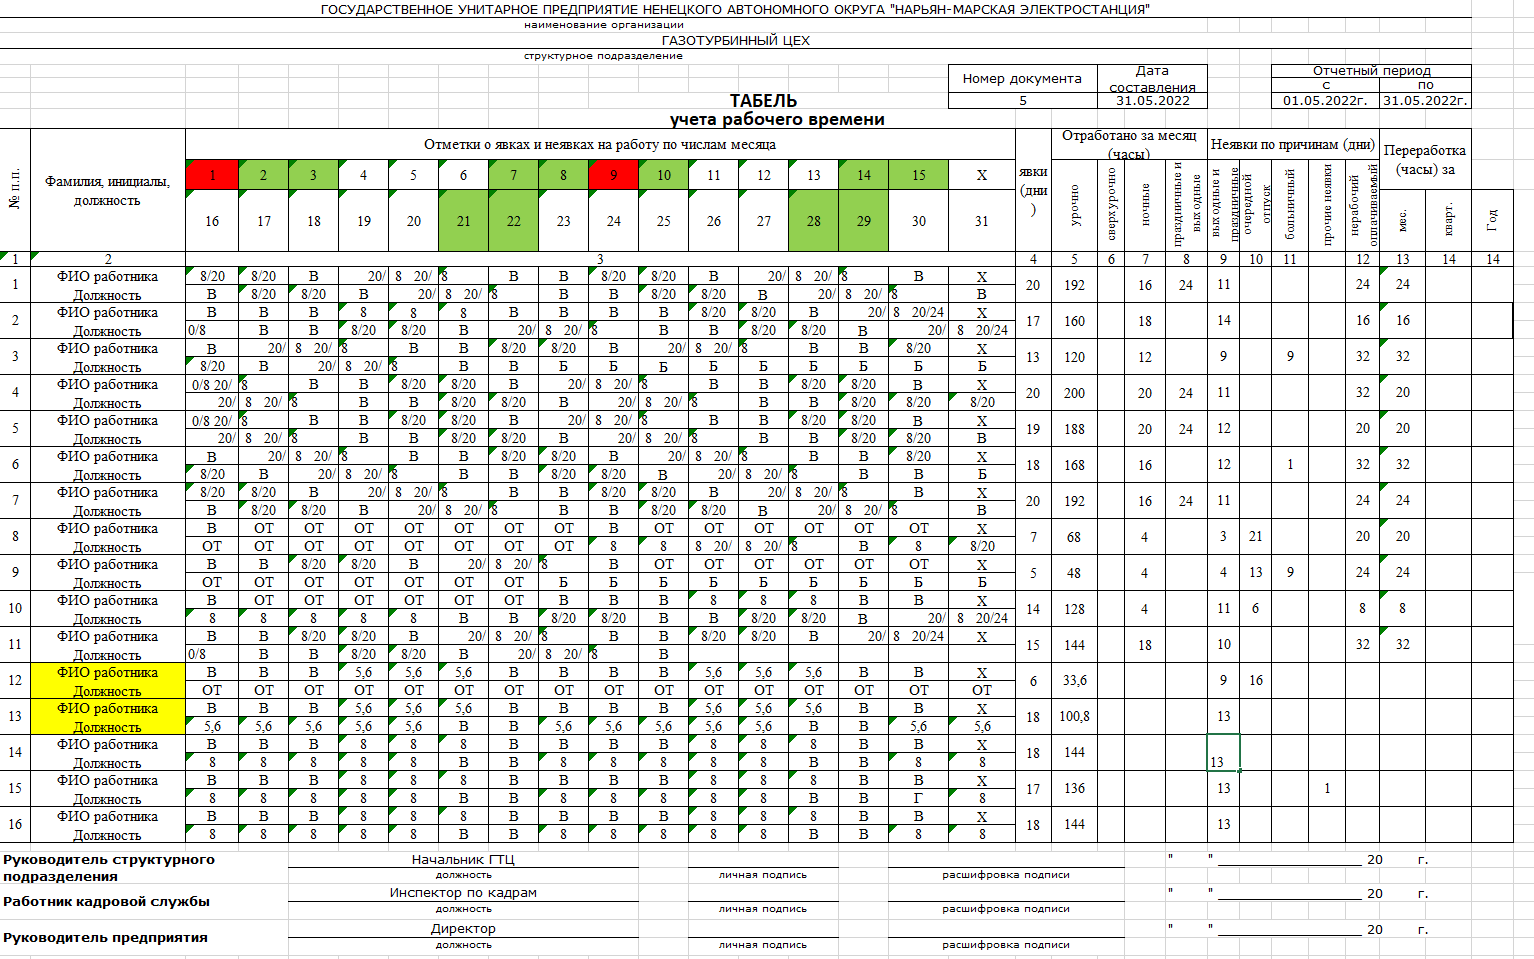 ГОСУДАРСТВЕННОЕ УНИТАРНОЕ ПРЕДПРИЯТИЕ НЕНЕЦКОГО АВТОНОМНОГО ОКРУГА "НАРЬЯН-МАРСКАЯ ЭЛЕКТРОСТАНЦИЯ"
наименование организации
ГАЗОТУРБИННЫЙ ЦЕХ
структурное подразделение
Номер документа Дата составления Отчетный период
с по
5 31.05.2022 01.05.2022г. 31.05.2022г.
ТАБЕЛЬ
учета рабочего времени
№ п.п. Фамилия, инициалы, должность Отметки о явках и неявках на работу по числам месяца явки (дни) Отработано за месяц (часы) Неявки по причинам (дни) Переработка (часы) за
1 2 3 4 5 6 7 8 9 10 11 12 13 14 15 X
16 17 18 19 20 21 22 23 24 25 26 27 28 29 30 31
урочно сверхурочно ночные праздничные и выходные выходные и праздничные очередной отпуск больничный прочие неявки нерабочий оплачиваемый мес. кварт. Год
1 2 3 4 5 6 7 8 9 10 11 12 13 14 14
1 ФИО работника 8/20 8/20 В 20/ 8 20/ 8 В В 8/20 8/20 В 20/ 8 20/ 8 В Х 20 192 16 24 11 24 24
Должность В 8/20 8/20 В 20/ 8 20/ 8 В В 8/20 8/20 В 20/ 8 20/ 8 В
2 ФИО работника В В В 8 8 8 В В В В 8/20 8/20 В 20/ 8 20/24 Х 17 160 18 14 16 16
Должность 0/8 В В 8/20 8/20 В 20/ 8 20/ 8 В В 8/20 8/20 В 20/ 8 20/24
3 ФИО работника В 20/ 8 20/ 8 В В 8/20 8/20 В 20/ 8 20/ 8 В В 8/20 Х 13 120 12 9 9 32 32
Должность 8/20 В 20/ 8 20/ 8 В В Б Б Б Б Б Б Б Б Б
4 ФИО работника 0/8 20/ 8 В В 8/20 8/20 В 20/ 8 20/ 8 В В 8/20 8/20 В Х 20 200 20 24 11 32 20
Должность 20/ 8 20/ 8 В В 8/20 8/20 В 20/ 8 20/ 8 В В 8/20 8/20 8/20
5 ФИО работника 0/8 20/ 8 В В 8/20 8/20 В 20/ 8 20/ 8 В В 8/20 8/20 В Х 19 188 20 24 12 20 20
Должность 20/ 8 20/ 8 В В 8/20 8/20 В 20/ 8 20/ 8 В В 8/20 8/20 В
6 ФИО работника В 20/ 8 20/ 8 В В 8/20 8/20 В 20/ 8 20/ 8 В В 8/20 Х 18 168 16 12 1 32 32
Должность 8/20 В 20/ 8 20/ 8 В В 8/20 8/20 В 20/ 8 20/ 8 В В Б
7 ФИО работника 8/20 8/20 В 20/ 8 20/ 8 В В 8/20 8/20 В 20/ 8 20/ 8 В Х 20 192 16 24 11 24 24
Должность В 8/20 8/20 В 20/ 8 20/ 8 В В 8/20 8/20 В 20/ 8 20/ 8 В
8 ФИО работника В ОТ ОТ ОТ ОТ ОТ ОТ ОТ В ОТ ОТ ОТ ОТ ОТ ОТ Х 7 68 4 3 21 20 20
Должность ОТ ОТ ОТ ОТ ОТ ОТ ОТ ОТ 8 8 8 20/ 8 20/ 8 В 8 8/20
9 ФИО работника В В 8/20 8/20 В 20/ 8 20/ 8 В ОТ ОТ ОТ ОТ ОТ ОТ Х 5 48 4 4 13 9 24 24
Должность ОТ ОТ ОТ ОТ ОТ ОТ ОТ Б Б Б Б Б Б Б Б Б
10 ФИО работника В ОТ ОТ ОТ ОТ ОТ ОТ В В В 8 8 8 В В Х 14 128 4 11 6 8 8
Должность 8 8 8 8 8 В В 8/20 8/20 В В 8/20 8/20 В 20/ 8 20/24
11 ФИО работника В В 8/20 8/20 В 20/ 8 20/ 8 В В 8/20 8/20 В 20/ 8 20/24 Х 15 144 18 10 32 32
Должность 0/8 В В 8/20 8/20 В 20/ 8 20/ 8 В
12 ФИО работника В В В 5,6 5,6 5,6 В В В В 5,6 5,6 5,6 В В Х 6 33,6 9 16
Должность ОТ ОТ ОТ ОТ ОТ ОТ ОТ ОТ ОТ ОТ ОТ ОТ ОТ ОТ ОТ ОТ
13 ФИО работника В В В 5,6 5,6 5,6 В В В В 5,6 5,6 5,6 В В Х 18 100,8 13
Должность 5,6 5,6 5,6 5,6 5,6 В В 5,6 5,6 5,6 5,6 5,6 В В 5,6 5,6
14 ФИО работника В В В 8 8 8 В В В В 8 8 8 В В Х 18 144 13
Должность 8 8 8 8 8 В В 8 8 8 8 8 В В 8 8
15 ФИО работника В В В 8 8 8 В В В В 8 8 8 В В Х 17 136 13 1
Должность 8 8 8 8 8 В В 8 8 8 8 8 В В Г 8
16 ФИО работника В В В 8 8 8 В В В В 8 8 8 В В Х 18 144 13
Должность 8 8 8 8 8 В В 8 8 8 8 8 В В 8 8
Руководитель структурного подразделения Начальник ГТЦ " " 20 г.
должность личная подпись расшифровка подписи
Работник кадровой службы Инспектор по кадрам " " 20 г.
должность личная подпись расшифровка подписи
Руководитель предприятия Директор " " 20 г.
должность личная подпись расшифровка подписи